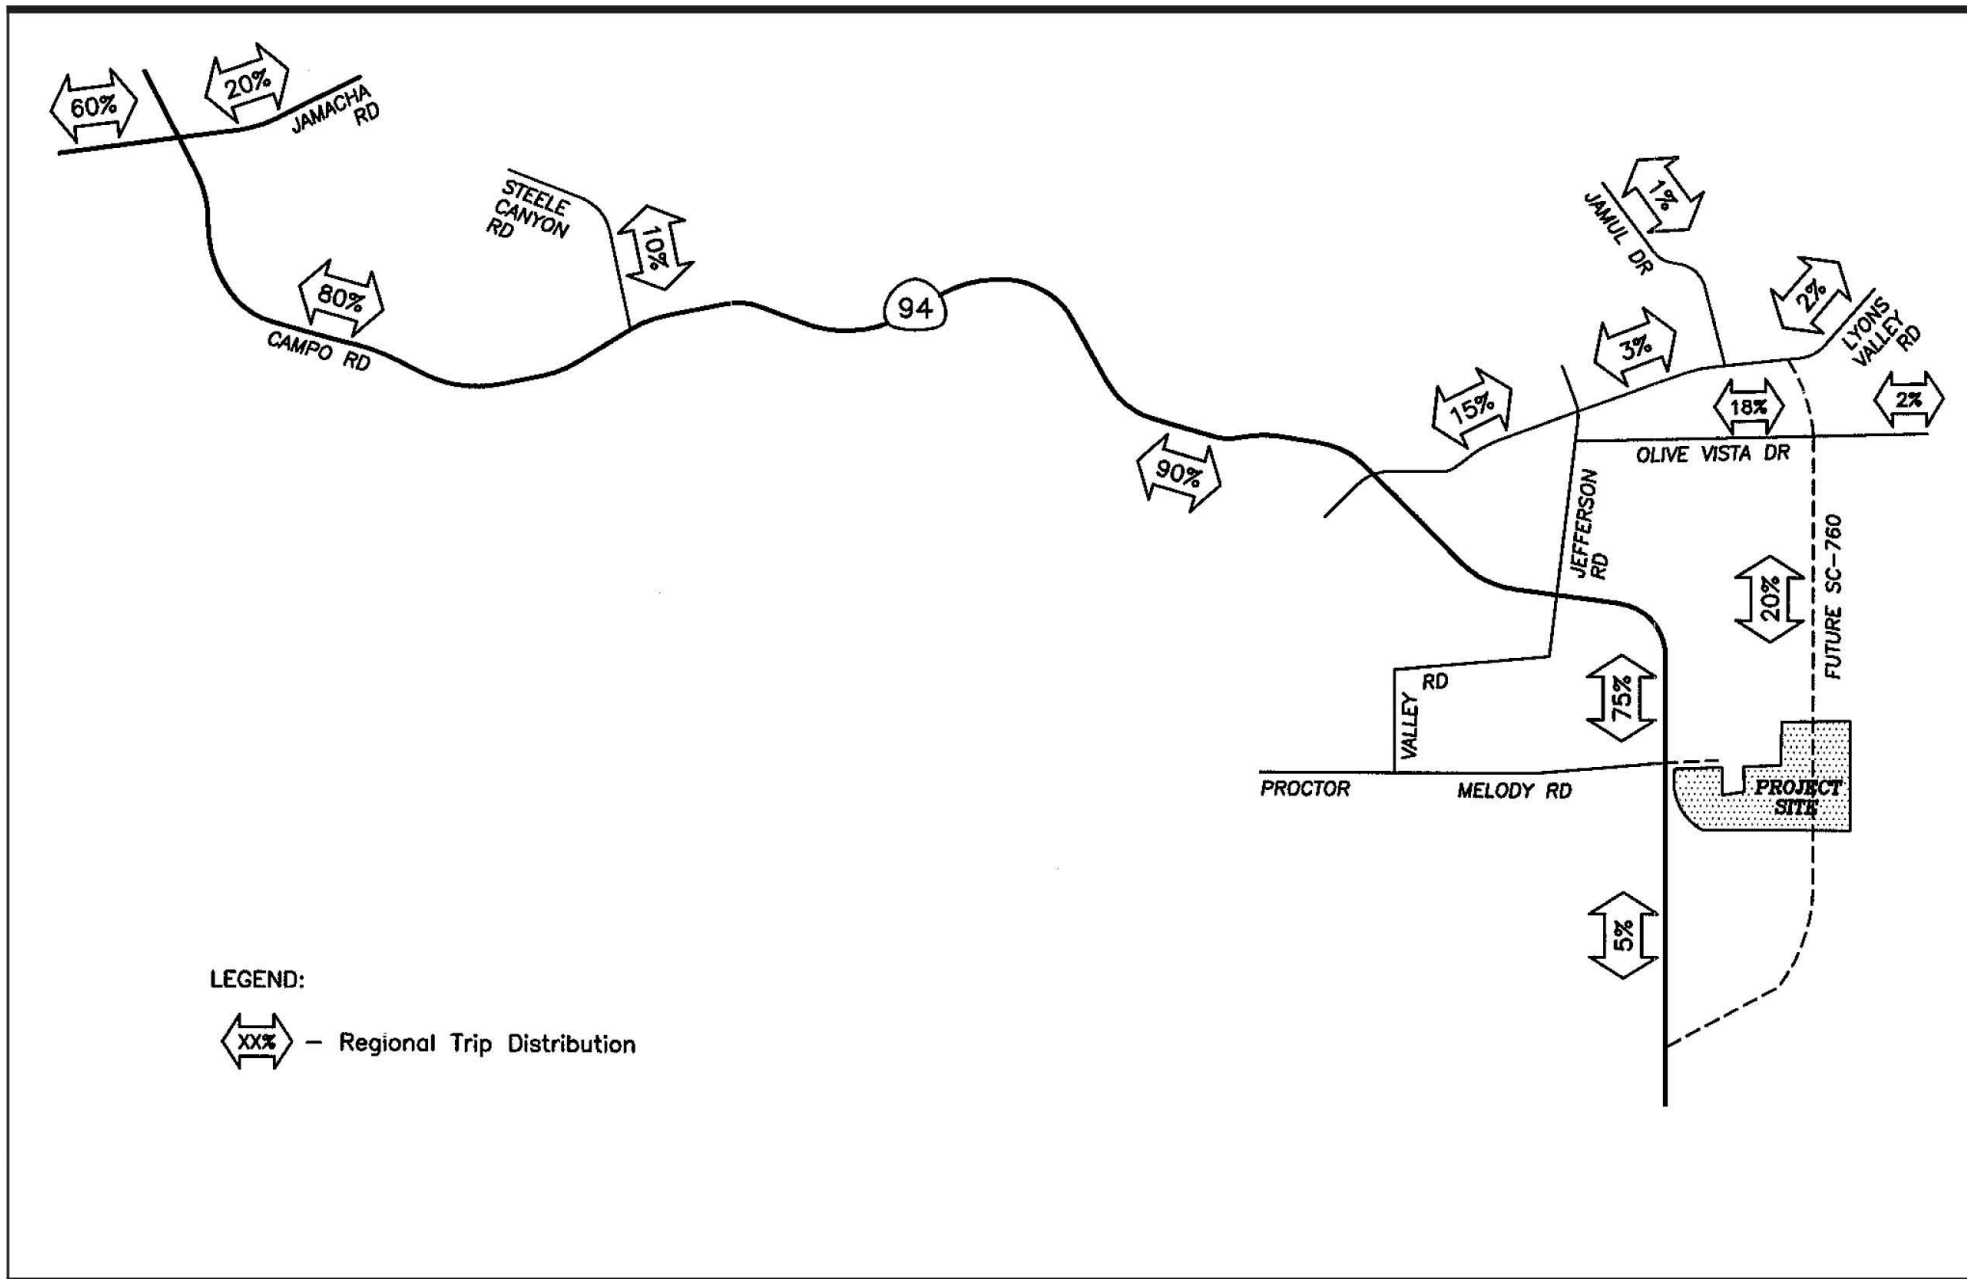 60%
20%
JAMACHA
RD
STEELE
CANYON
RD
10%
80%
CAMPO RD
94
90%
1%
JAMUL DR
2%
LYONS
VALLEY
RD
3%
15%
18%
2%
OLIVE VISTA DR
JEFFERSON
RD
20%
FUTURE SC-760
75%
RD
VALLEY
PROCTOR
MELODY RD
PROJECT
SITE
5%
LEGEND:
XX% – Regional Trip Distribution